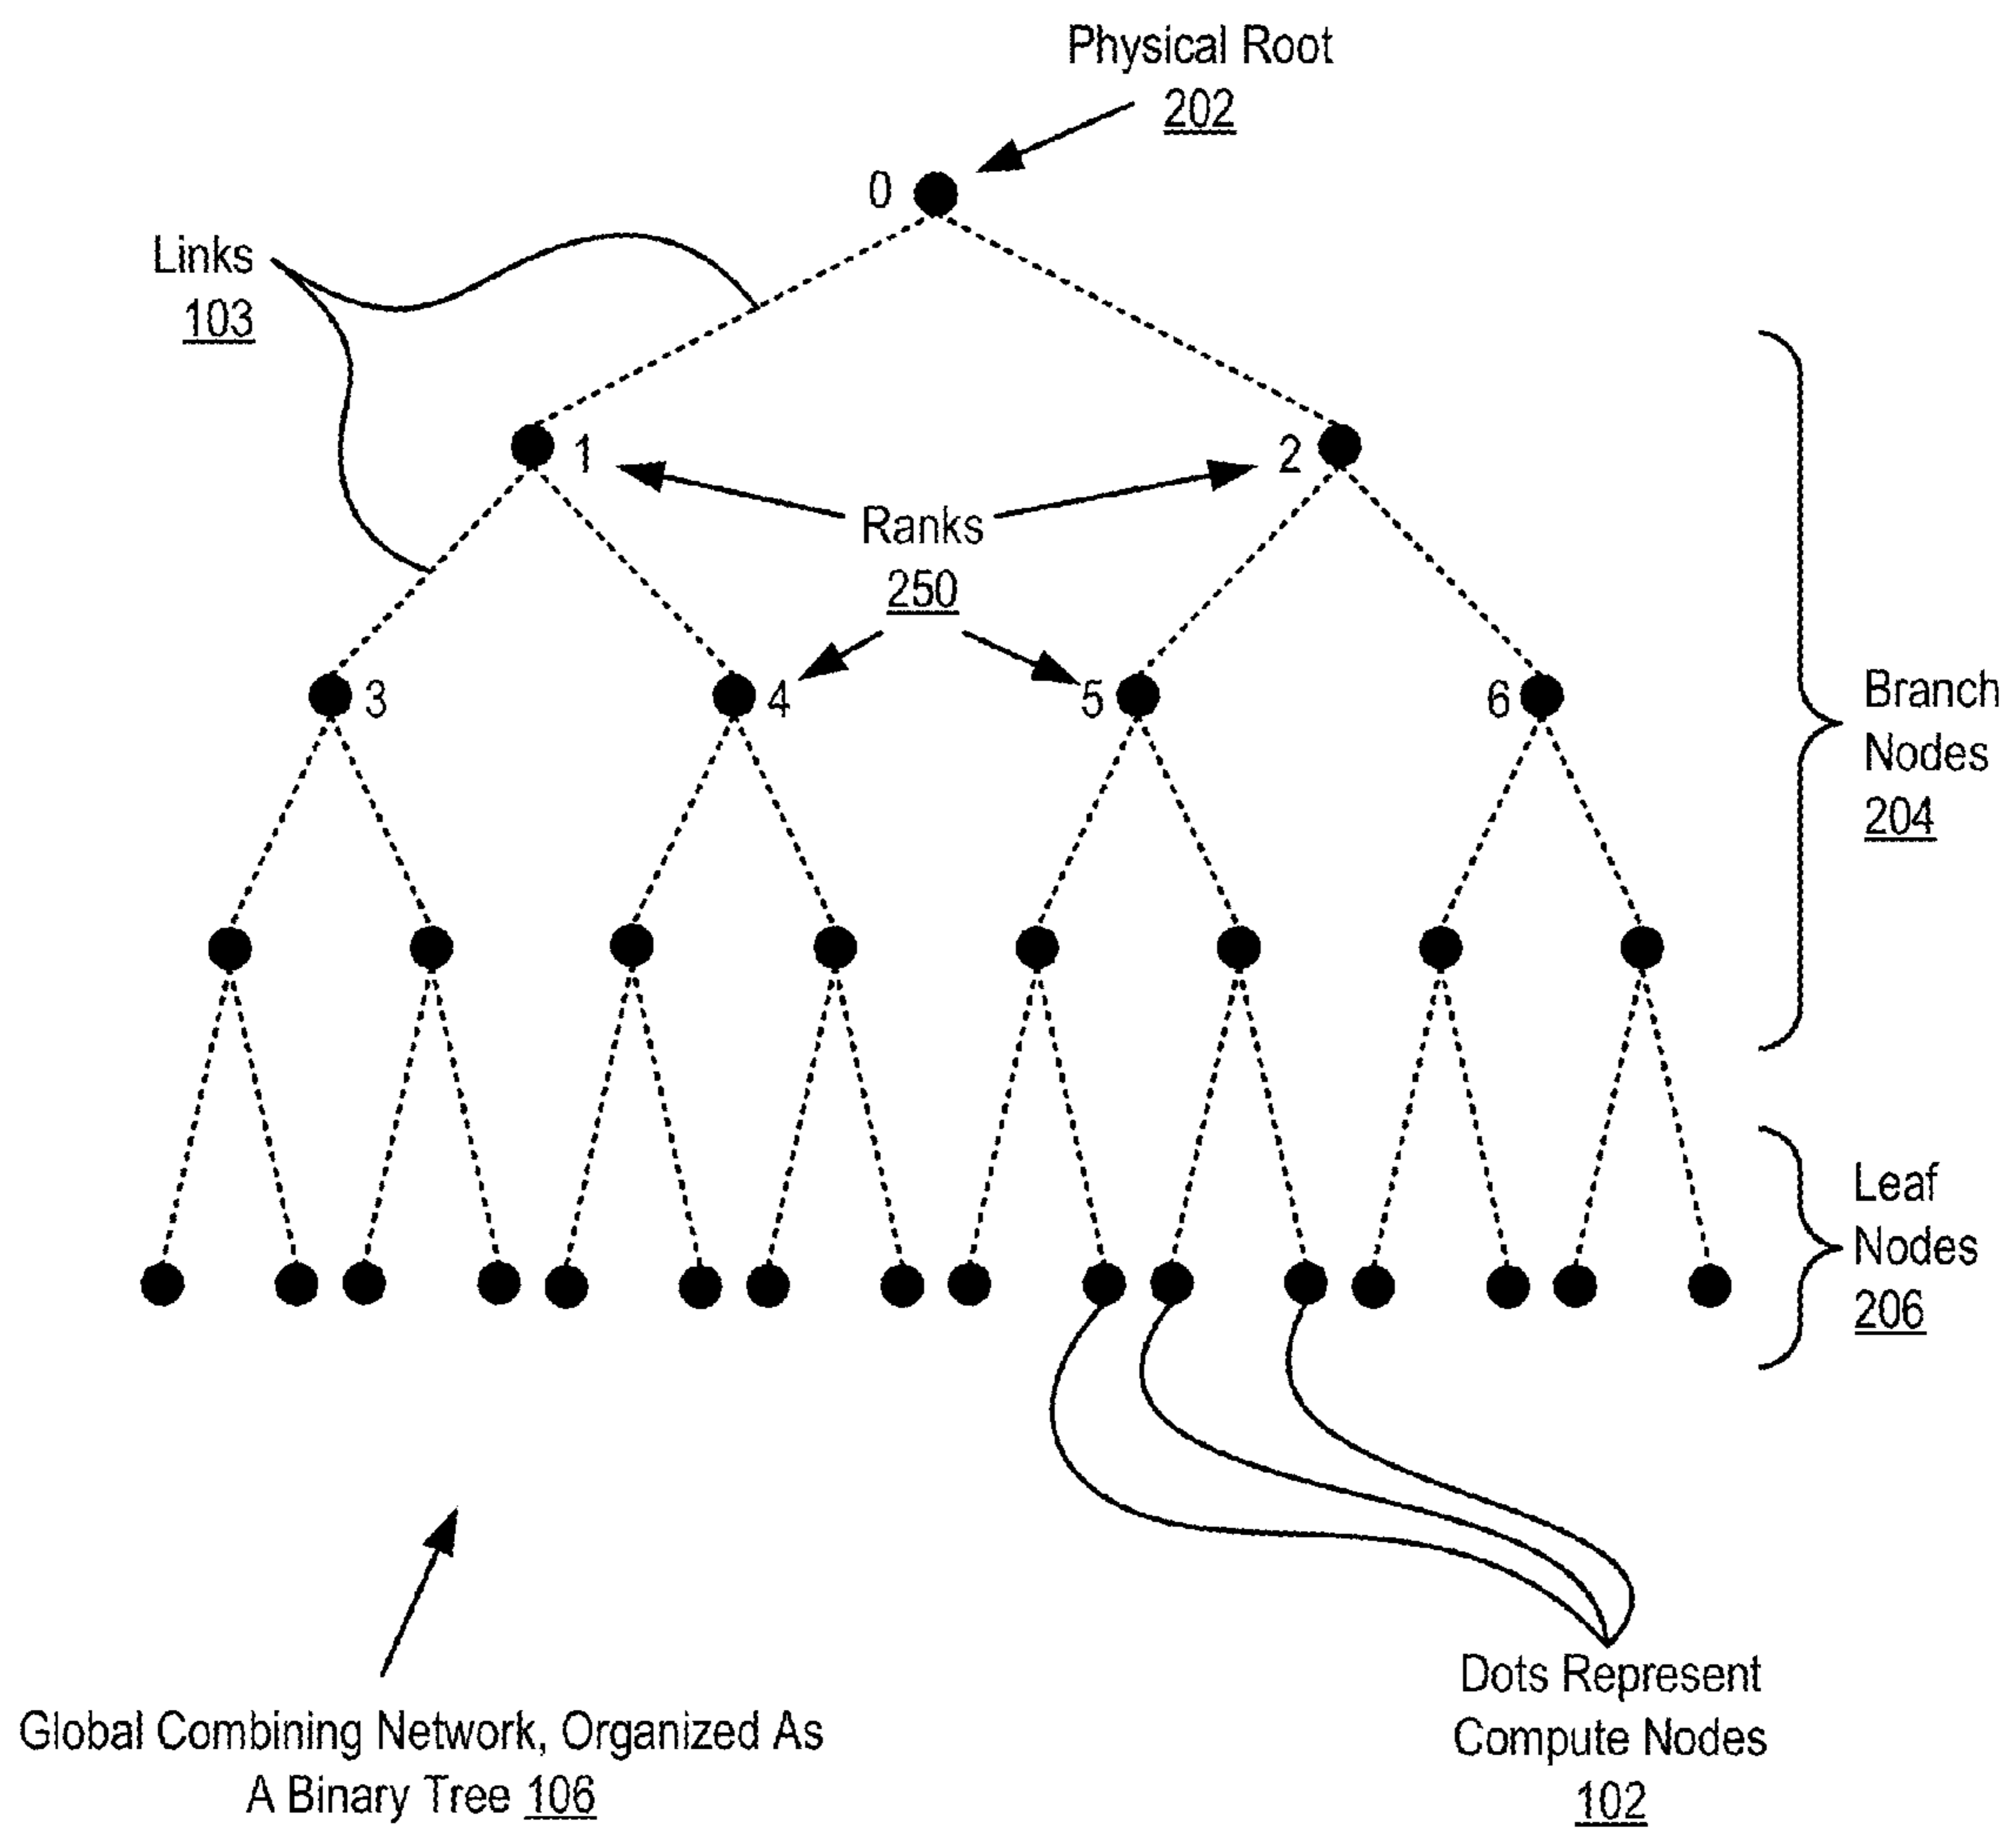 Physical Root
202
0
Links
103
1
2
Ranks
250
3
4
5
6
Branch
Nodes
204
Leaf
Nodes
206
Dots Represent
Compute Nodes
102
Global Combining Network, Organized As
A Binary Tree 106